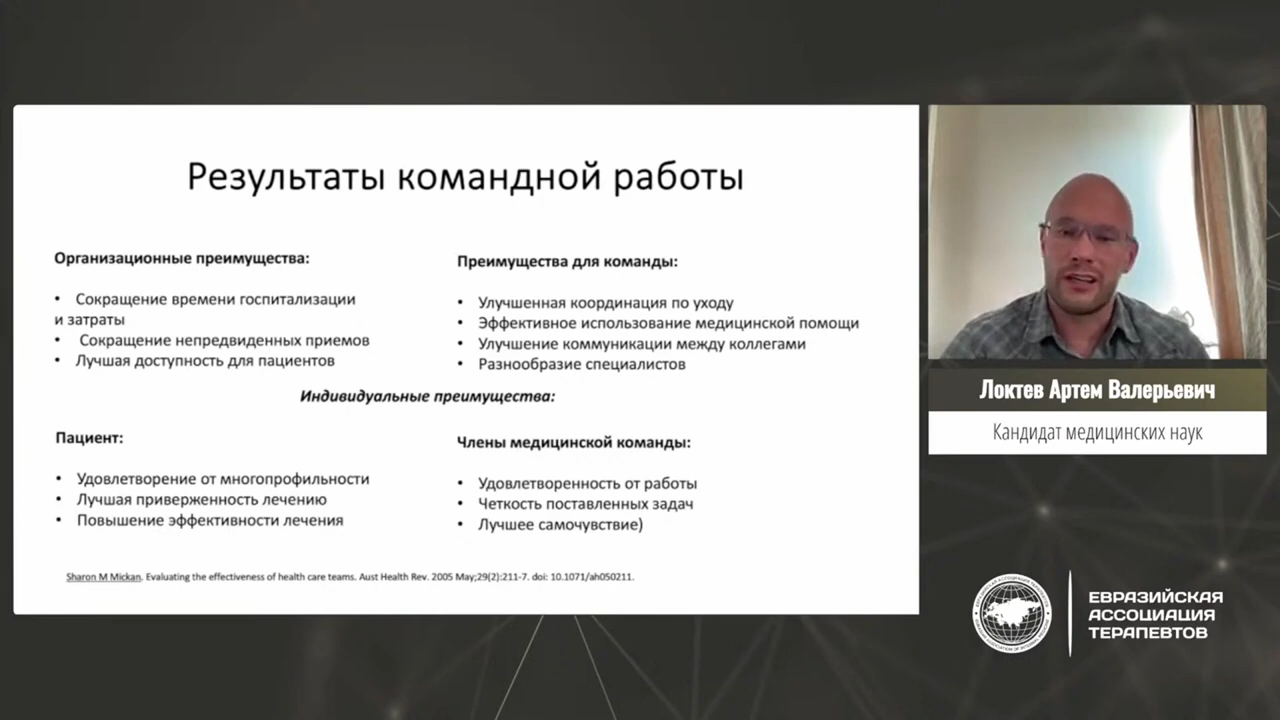 Результаты командной работы
Организационные преимущества:
• Сокращение времени госпитализации
и затраты
• Сокращение непредвиденных приемов
• Лучшая доступность для пациентов
Преимущества для команды:
• Улучшенная координация по уходу
• Эффективное использование медицинской помощи
• Улучшение коммуникации между коллегами
• Разнообразие специалистов
Индивидуальные преимущества:
Пациент:
• Удовлетворение от многопрофильности
• Лучшая приверженность лечению
• Повышение эффективности лечения
Члены медицинской команды:
• Удовлетворенность от работы
• Четкость поставленных задач
• Лучшее самочувствие)
Sharon M Mickan. Evaluating the effectiveness of health care teams. Aust Health Rev. 2005 May;29(2):211-7. doi: 10.1071/ah050211.
Локтев Артем Валерьевич
Кандидат медицинских наук
ЕВРАЗИЙСКАЯ
АССОЦИАЦИЯ
ТЕРАПЕВТОВ